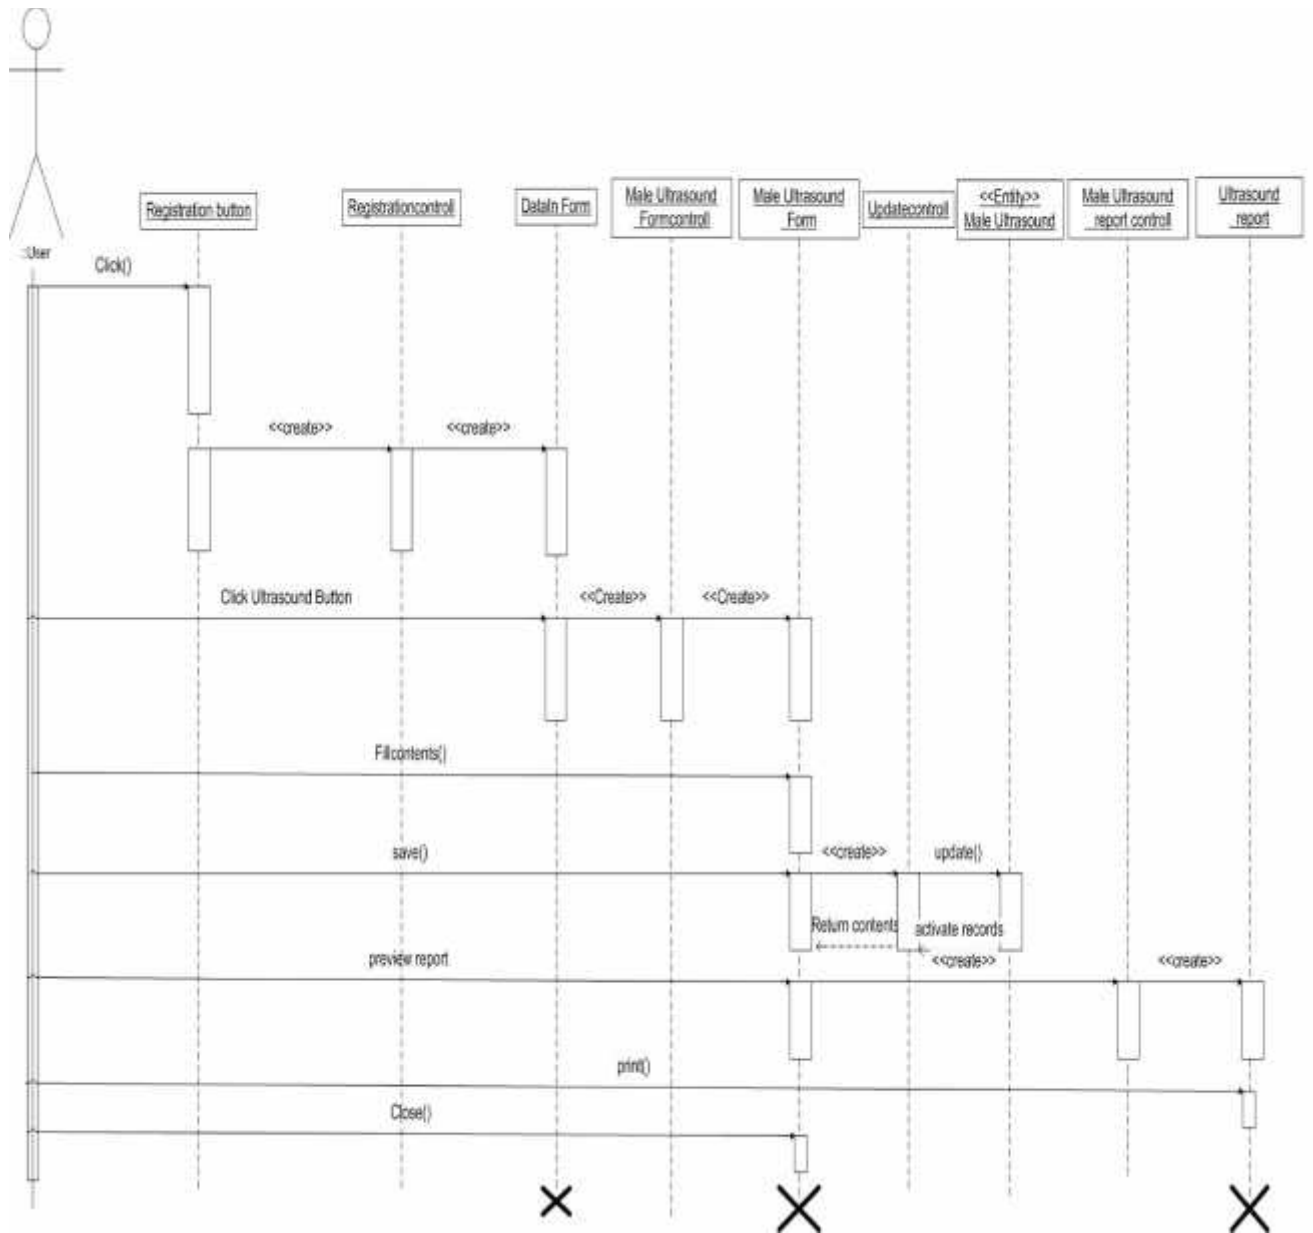 :User
Registration button
Registrationcontroll
DataIn Form
Male Ultrasound
Formcontroll
Male Ultrasound
Form
Updatecontroll
<<Entity>>
Male Ultrasound
Male Ultrasound
report controll
Ultrasound
report
Click()
<<create>>
<<create>>
Click Ultrasound Button
<<Create>>
<<Create>>
Fillcontents()
save()
<<create>>
update()
Return contents
activate records
preview report
<<create>>
<<create>>
print()
Close()